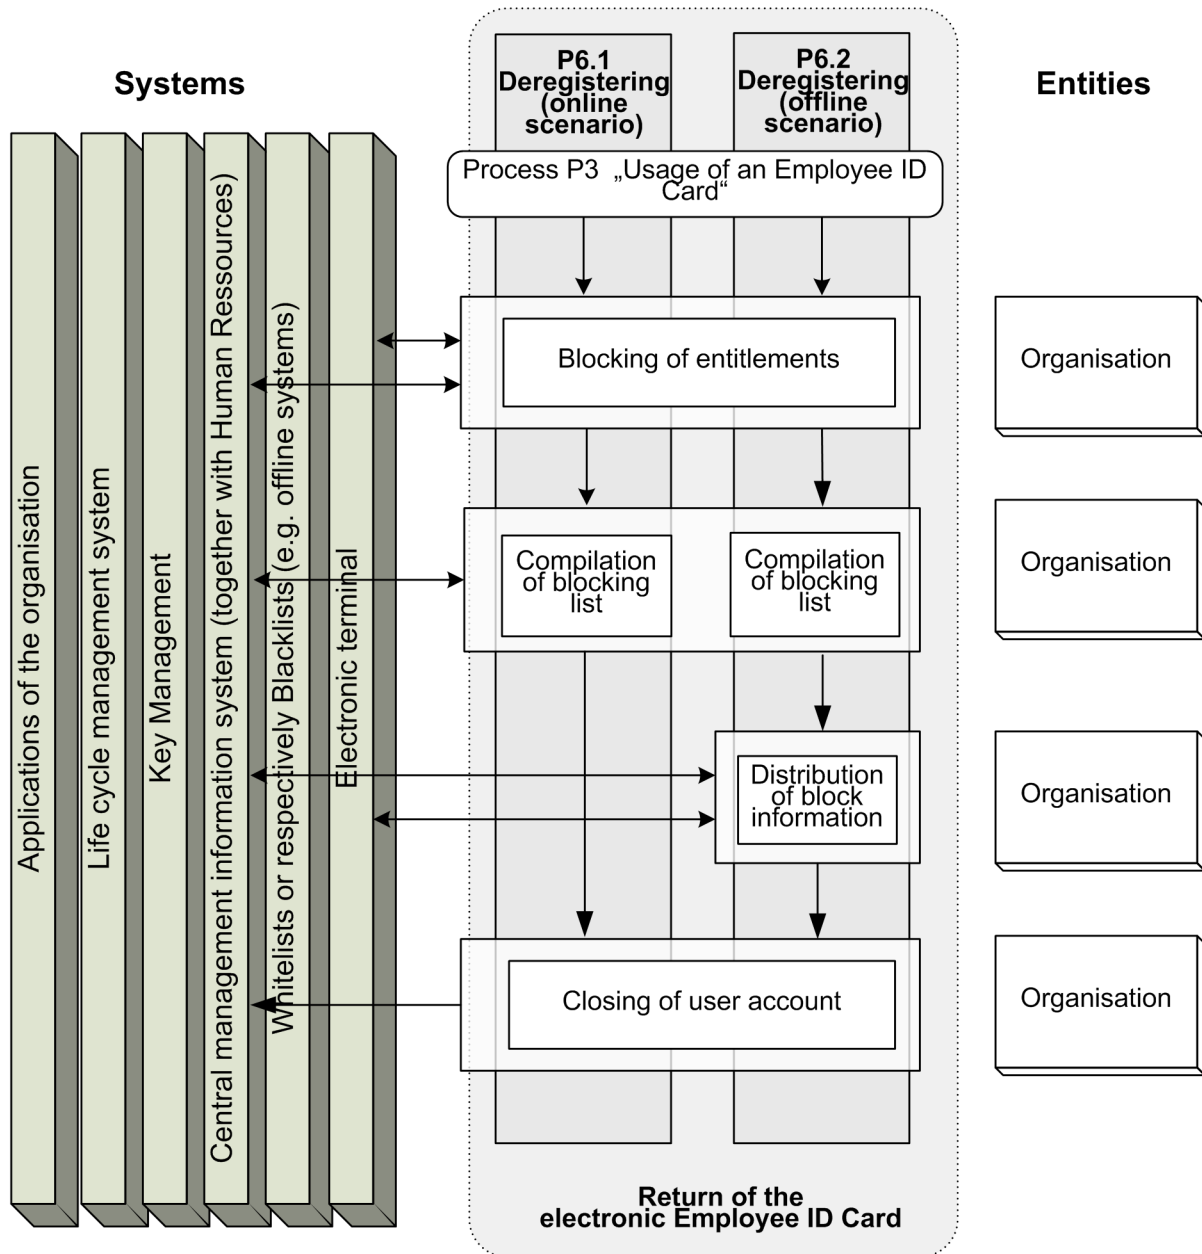 Systems
P6.1
Deregistering
(online
scenario)
P6.2
Deregistering
(offline
scenario)
Entities
Process P3 „Usage of an Employee ID
Card“
Applications of the organisation
Life cycle management system
Key Management
Central management information system (together with Human Ressources)
Whitelists or respectively Blacklists (e.g. offline systems)
Electronic terminal
Blocking of entitlements
Organisation
Compilation
of blocking
list
Compilation
of blocking
list
Organisation
Distribution
of block
information
Organisation
Closing of user account
Organisation
Return of the
electronic Employee ID Card